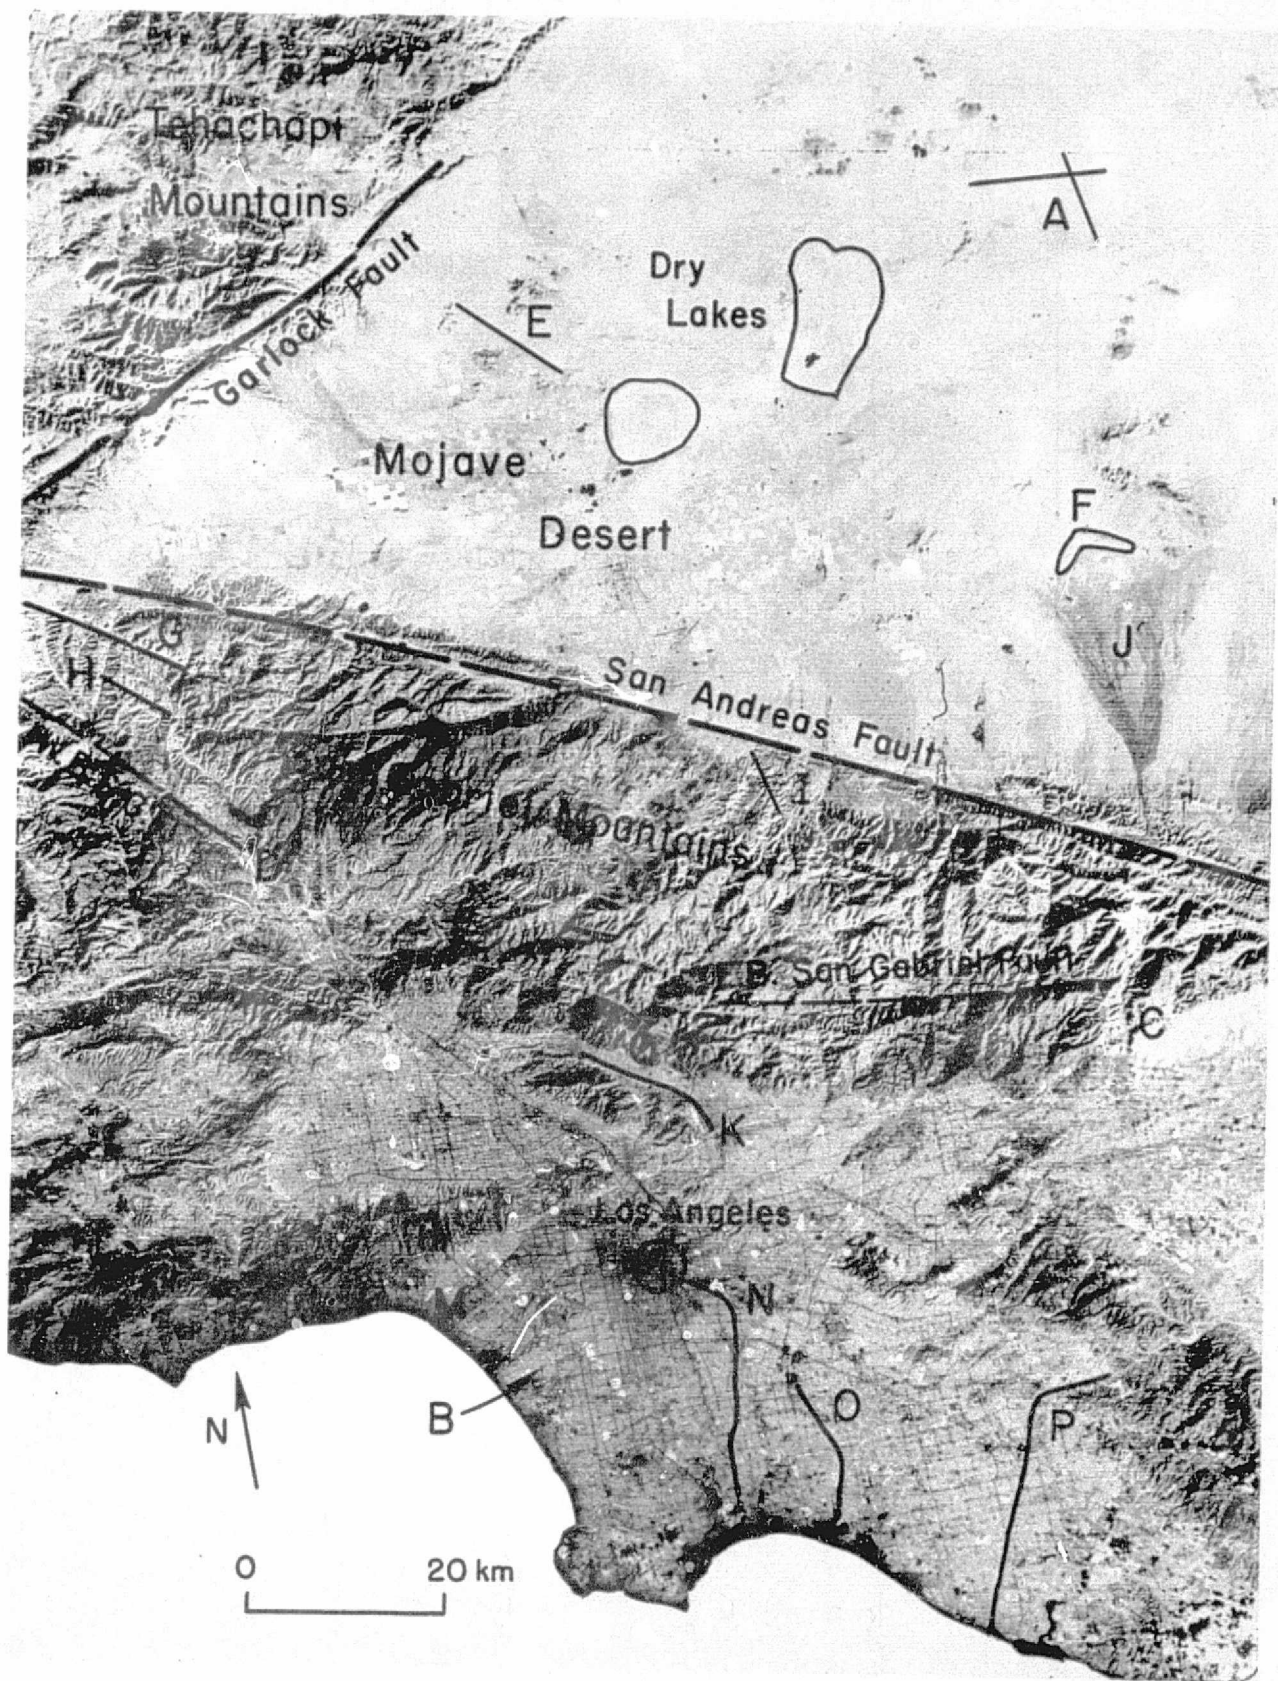 Tehachapi
Mountains
A
Dry
Lakes
E
Garlock Fault
Mojave
Desert
F
G
H
J
San Andreas Fault
I
Mountains
B. San Gabriel Fault
C
K
Los Angeles
N
B
O
P
N
0 20 km